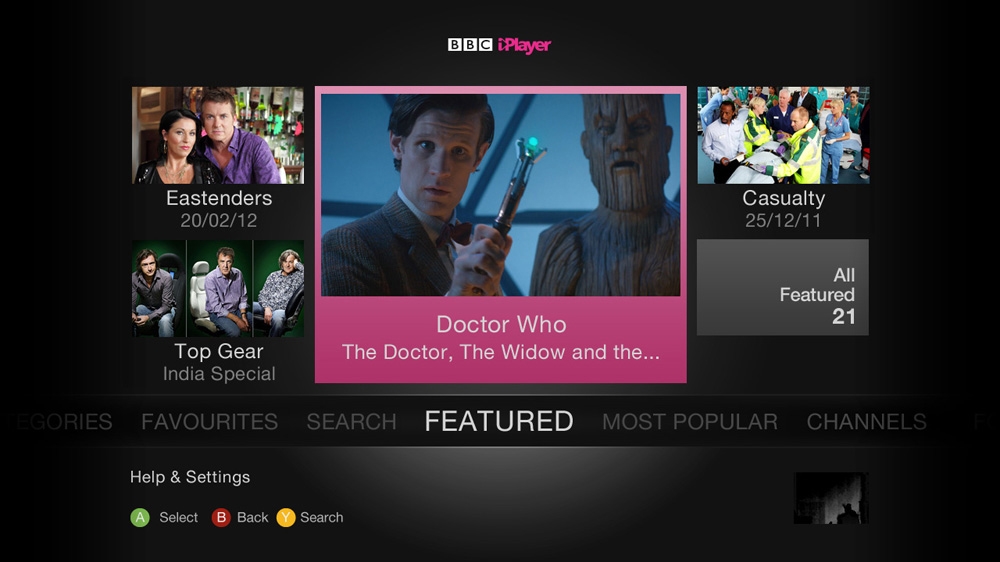 BBC iPlayer
Eastenders
20/02/12
Top Gear
India Special
Doctor Who
The Doctor, The Widow and the...
Casualty
25/12/11
All
Featured
21
EGORIES FAVOURITES SEARCH FEATURED MOST POPULAR CHANNELS
Help & Settings
A Select B Back Y Search